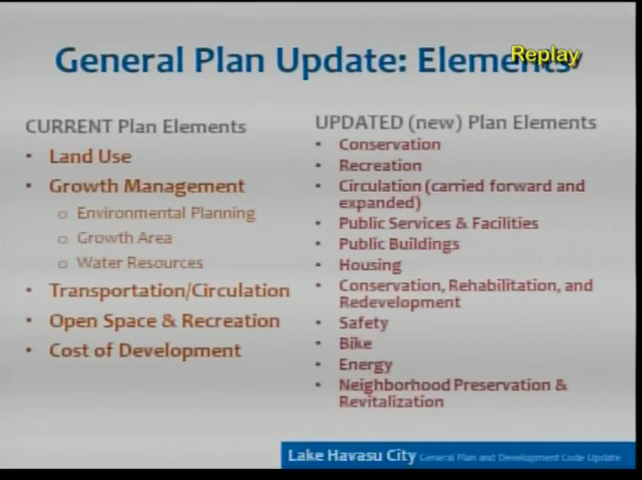 General Plan Update: Elements
Replay
CURRENT Plan Elements
• Land Use
• Growth Management
o Environmental Planning
o Growth Area
o Water Resources
• Transportation/Circulation
• Open Space & Recreation
• Cost of Development
UPDATED (new) Plan Elements
• Conservation
• Recreation
• Circulation (carried forward and
expanded)
• Public Services & Facilities
• Public Buildings
• Housing
• Conservation, Rehabilitation, and
Redevelopment
• Safety
• Bike
• Energy
• Neighborhood Preservation &
Revitalization
Lake Havasu City General Plan and Development Code Update